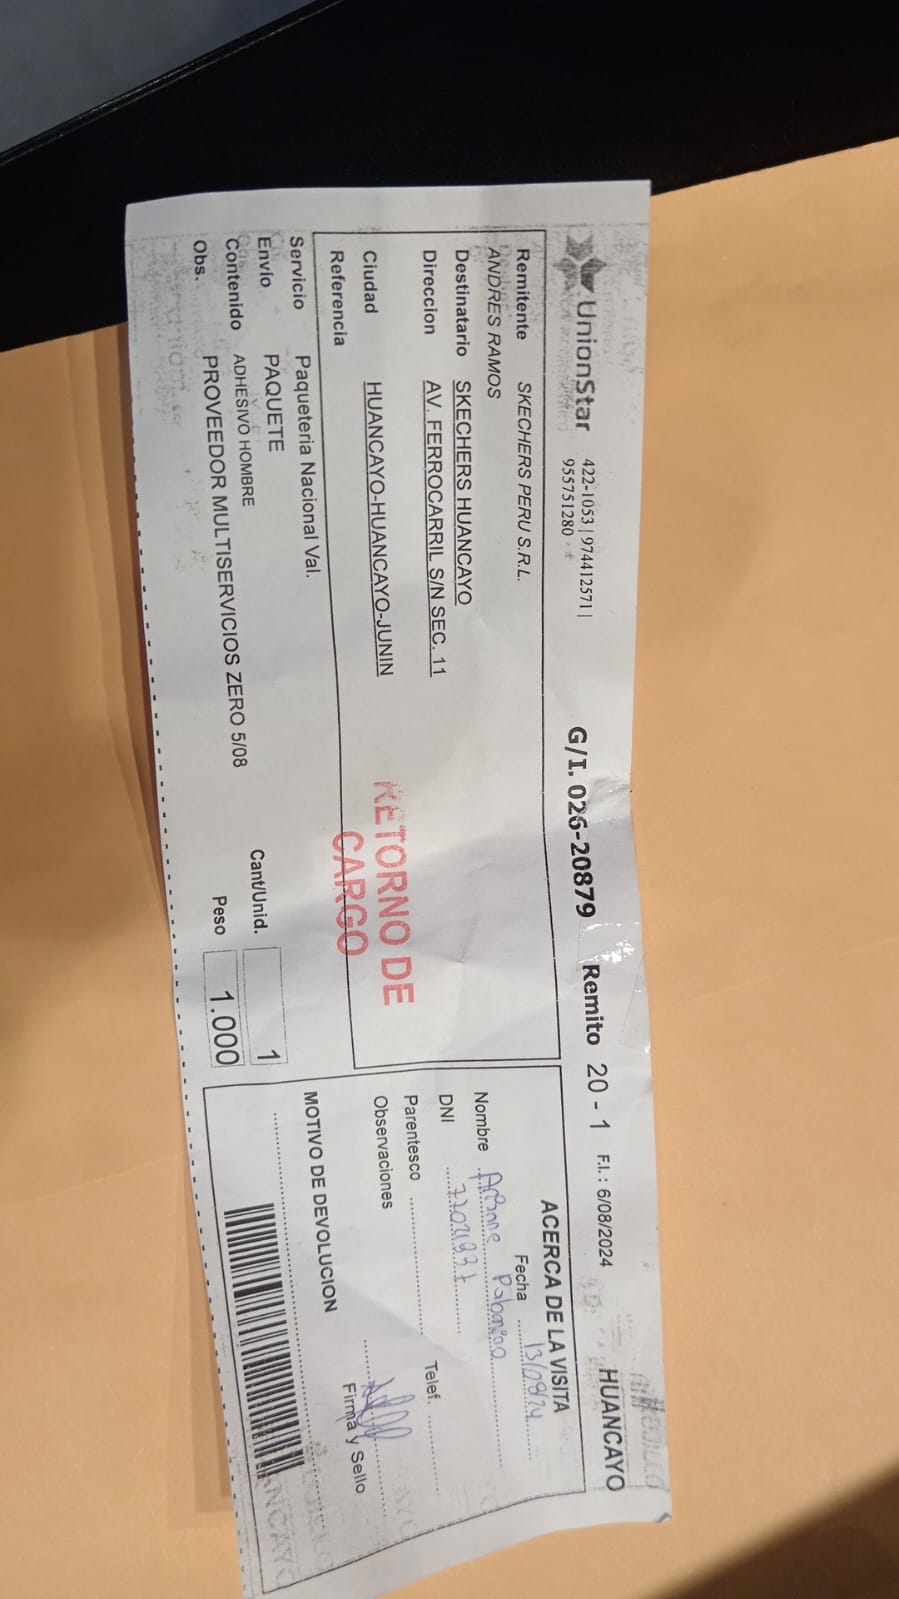 UnionStar 422-1053 | 974412571 |
955751280
G/I. 026-20879 Remito 20 - 1 F.I.: 6/08/2024 HUANCAYO
Remitente SKECHERS PERU S.R.L.
ANDRES RAMOS
Destinatario SKECHERS HUANCAYO
Direccion AV. FERROCARRIL S/N SEC. 11
Ciudad HUANCAYO-HUANCAYO-JUNIN
Referencia
RETORNO DE
CARGO
Servicio Paqueteria Nacional Val.
Envío PAQUETE
Contenido ADHESIVO HOMBRE
Obs. PROVEEDOR MULTISERVICIOS ZERO 5/08
Cant/Unid. 1
Peso 1.000
ACERCA DE LA VISITA
Fecha 13/08/24
Nombre
DNI
Parentesco Telef.
Observaciones
Firma y Sello
MOTIVO DE DEVOLUCION